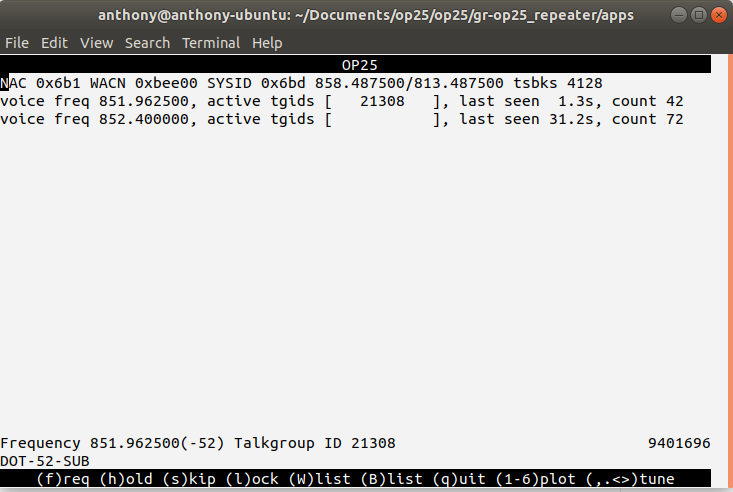 anthony@anthony-ubuntu: ~/Documents/op25/op25/gr-op25_repeater/apps
File Edit View Search Terminal Help
OP25
NAC 0x6b1 WACN 0xbee00 SYSID 0x6bd 858.487500/813.487500 tsbks 4128
voice freq 851.962500, active tgids [   21308   ], last seen  1.3s, count 42
voice freq 852.400000, active tgids [           ], last seen 31.2s, count 72
Frequency 851.962500(-52) Talkgroup ID 21308 9401696
DOT-52-SUB
(f)req (h)old (s)kip (l)ock (W)list (B)list (q)uit (1-6)plot (,.<>)tune